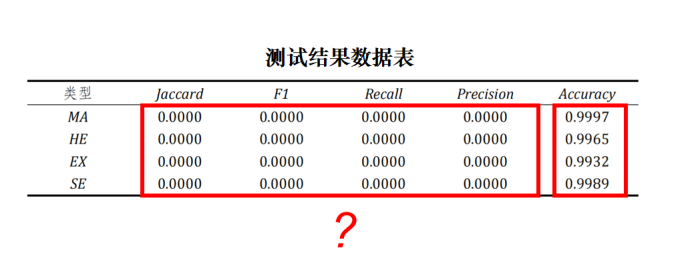 测试结果数据表
类型 Jaccard F1 Recall Precision Accuracy
MA 0.0000 0.0000 0.0000 0.0000 0.9997
HE 0.0000 0.0000 0.0000 0.0000 0.9965
EX 0.0000 0.0000 0.0000 0.0000 0.9932
SE 0.0000 0.0000 0.0000 0.0000 0.9989
?